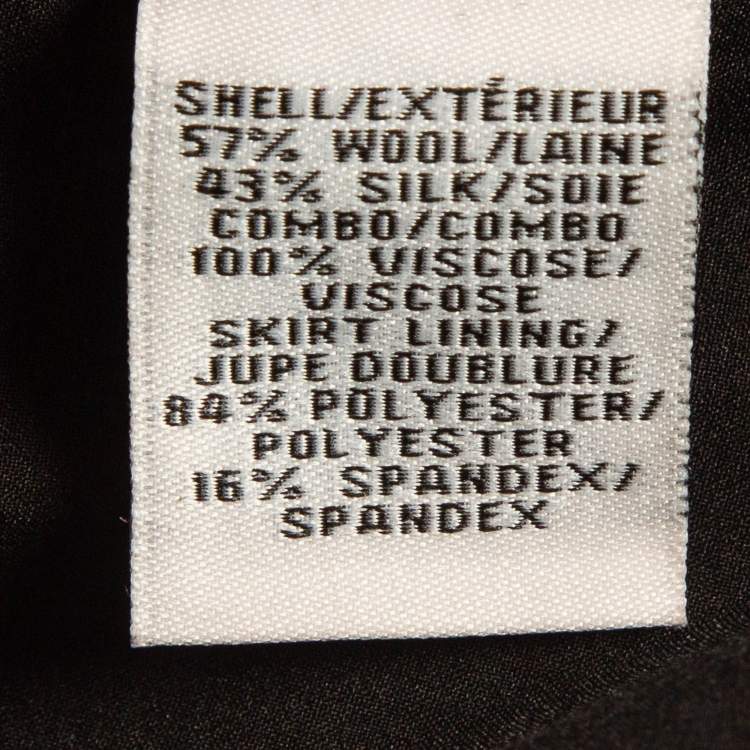 SHELL/EXTÉRIEUR
57% WOOL/LAINE
43% SILK/SOIE
COMBO/COMBO
100% VISCOSE/
VISCOSE
SKIRT LINING/
JUPE DOUBLURE
84% POLYESTER/
POLYESTER
16% SPANDEX/
SPANDEX